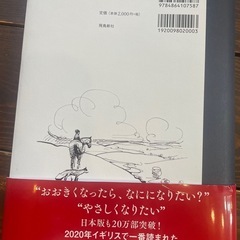 9784864107587
1920098020003
定価(本体2,000円+税)
飛鳥新社
"おおきくなったら、なにになりたい?"
"やさしくなりたい"
日本版も20万部突破!
2020年イギリスで一番読まれた